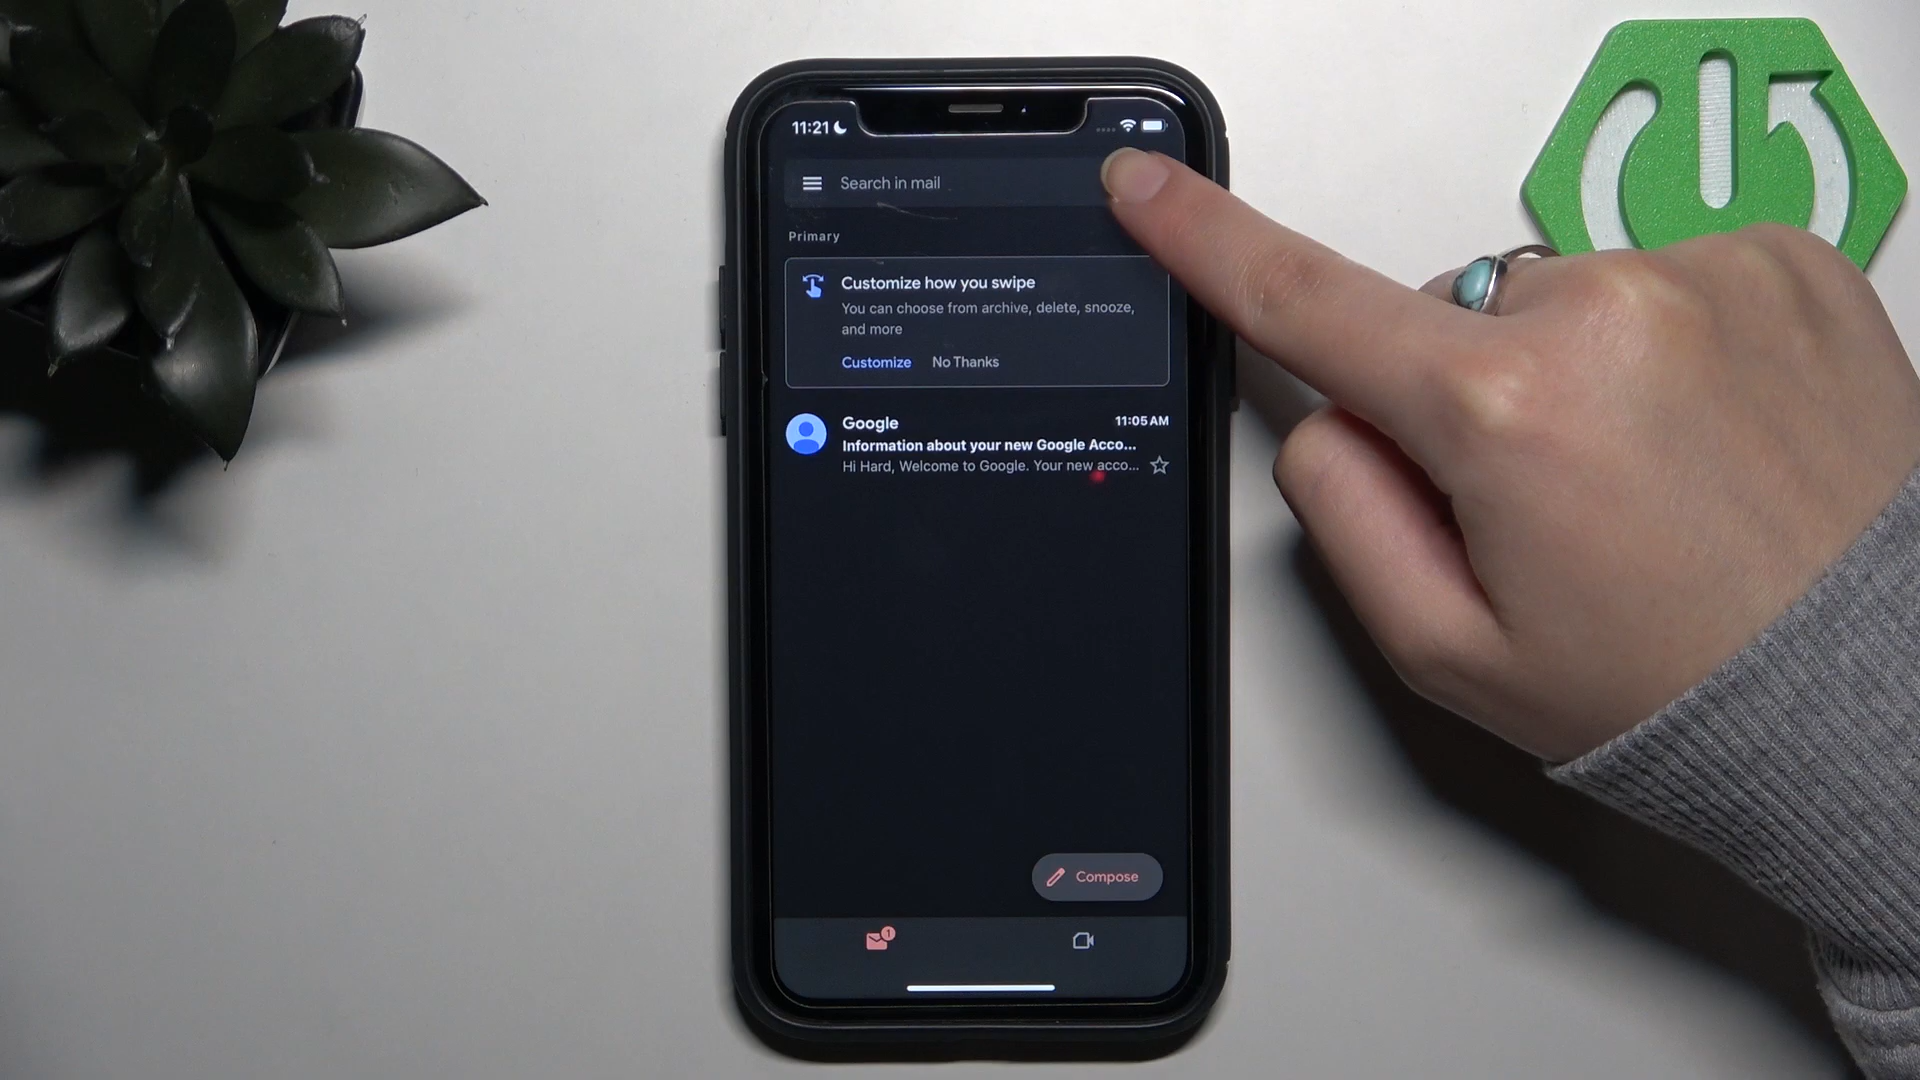 11:21
Search in mail
Primary
Customize how you swipe
You can choose from archive, delete, snooze,
and more
Customize No Thanks
Google 11:05 AM
Information about your new Google Acco...
Hi Hard, Welcome to Google. Your new acco...
Compose
1